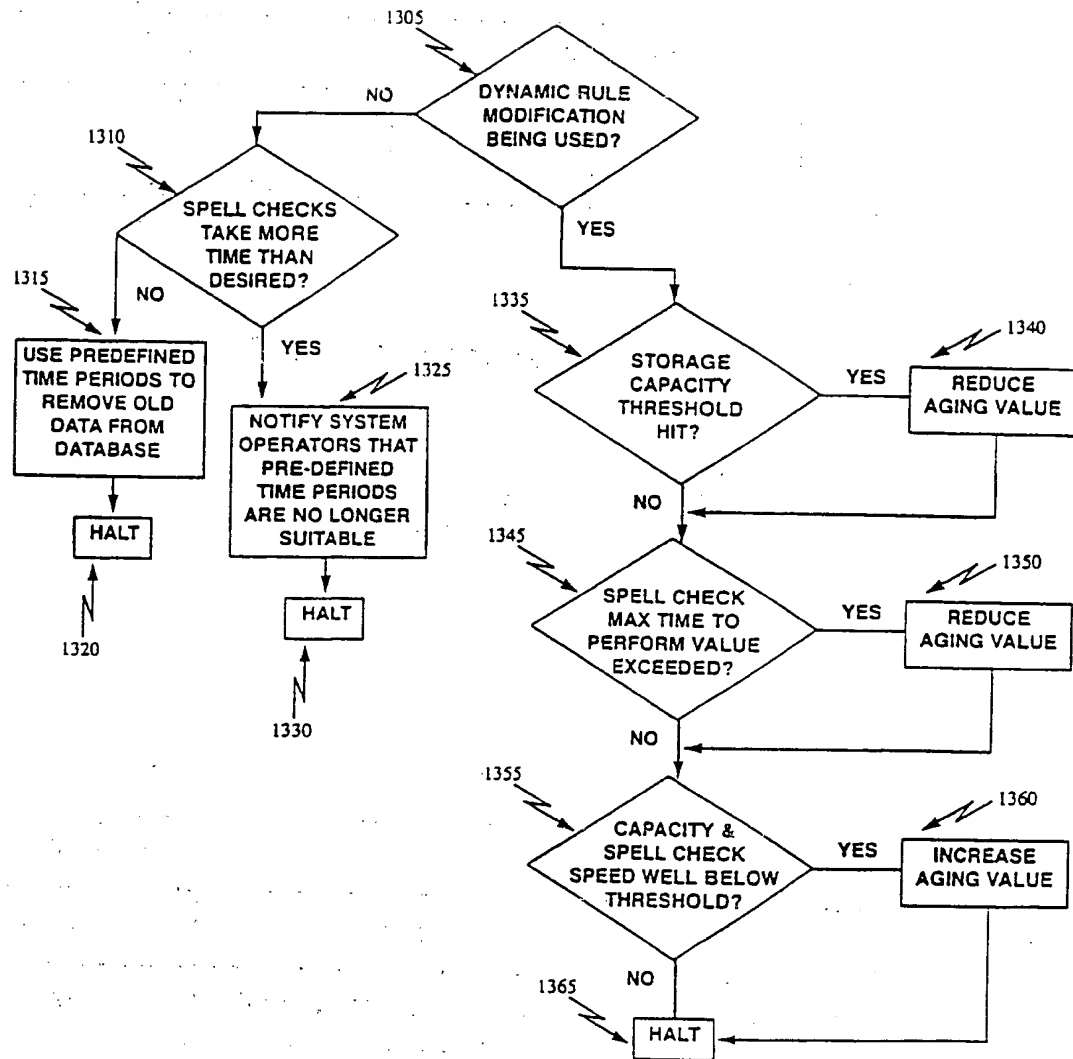 1305
DYNAMIC RULE
MODIFICATION
BEING USED?
NO
YES
1310
SPELL CHECKS
TAKE MORE
TIME THAN
DESIRED?
NO
YES
1315
USE PREDEFINED
TIME PERIODS TO
REMOVE OLD
DATA FROM
DATABASE
HALT
1320
1325
NOTIFY SYSTEM
OPERATORS THAT
PRE-DEFINED
TIME PERIODS
ARE NO LONGER
SUITABLE
HALT
1330
1335
STORAGE
CAPACITY
THRESHOLD
HIT?
YES
1340
REDUCE
AGING VALUE
NO
1345
SPELL CHECK
MAX TIME TO
PERFORM VALUE
EXCEEDED?
YES
1350
REDUCE
AGING VALUE
NO
1355
CAPACITY &
SPELL CHECK
SPEED WELL BELOW
THRESHOLD?
YES
1360
INCREASE
AGING VALUE
NO
1365
HALT